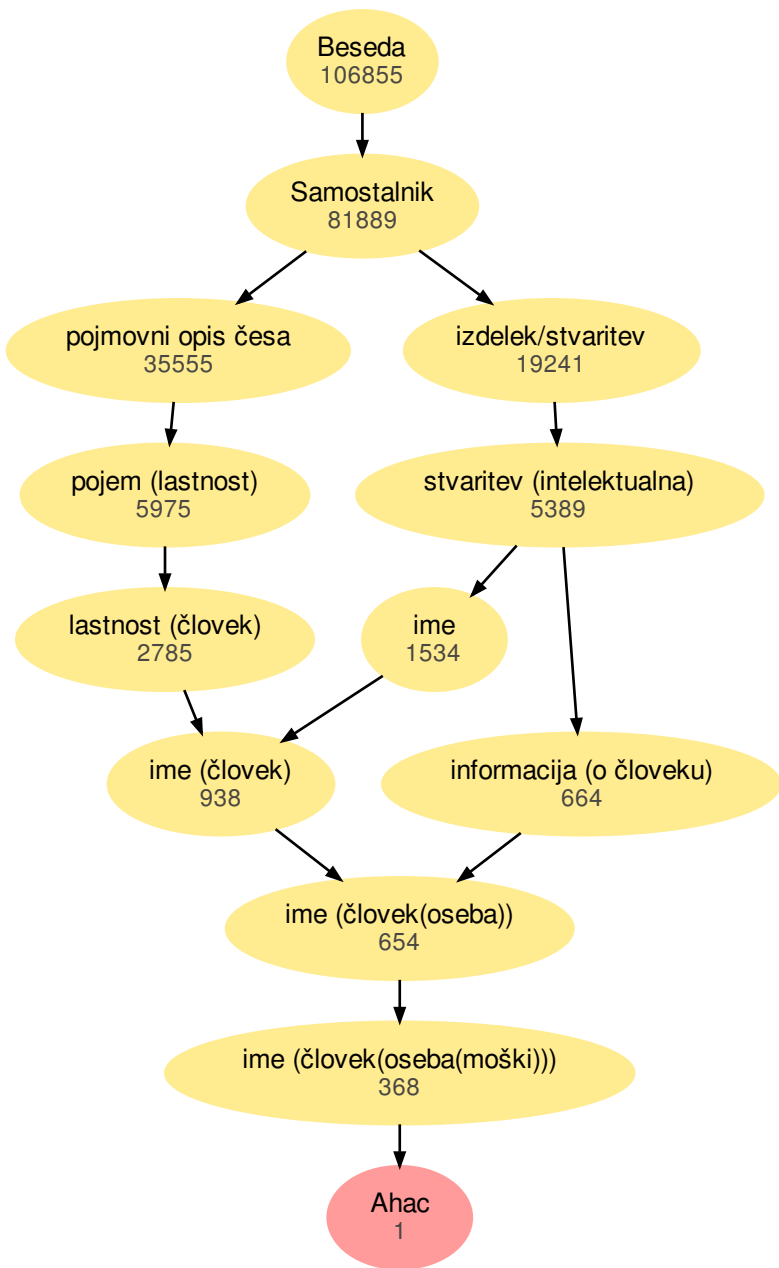 Beseda
106855
Samostalnik
81889
pojmovni opis česa
35555
izdelek/stvaritev
19241
pojem (lastnost)
5975
stvaritev (intelektualna)
5389
lastnost (človek)
2785
ime
1534
ime (človek)
938
informacija (o človeku)
664
ime (človek(oseba))
654
ime (človek(oseba(moški)))
368
Ahac
1